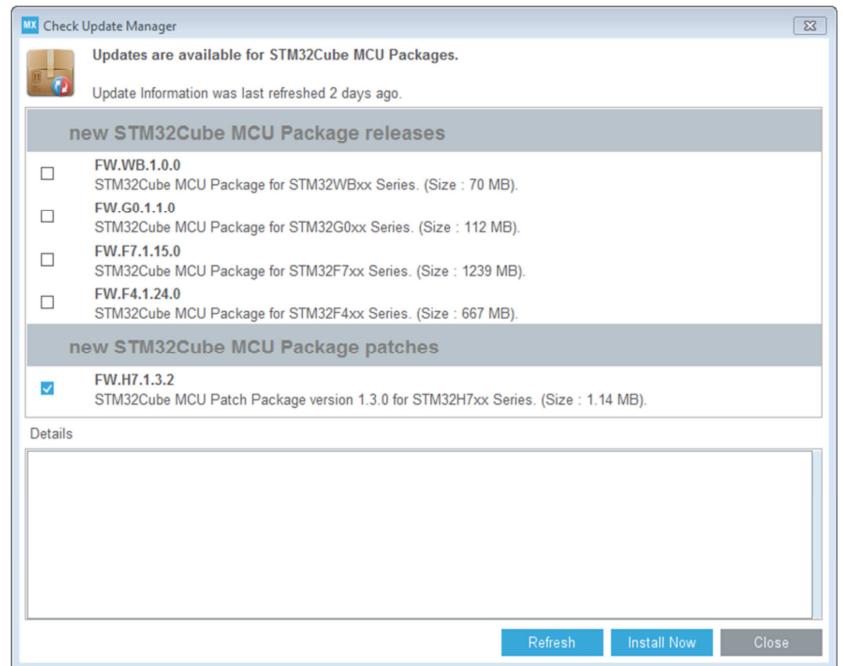 MX Check Update Manager
Updates are available for STM32Cube MCU Packages.
Update Information was last refreshed 2 days ago.
new STM32Cube MCU Package releases
FW.WB.1.0.0
STM32Cube MCU Package for STM32WBxx Series. (Size : 70 MB).
FW.G0.1.1.0
STM32Cube MCU Package for STM32G0xx Series. (Size : 112 MB).
FW.F7.1.15.0
STM32Cube MCU Package for STM32F7xx Series. (Size : 1239 MB).
FW.F4.1.24.0
STM32Cube MCU Package for STM32F4xx Series. (Size : 667 MB).
new STM32Cube MCU Package patches
FW.H7.1.3.2
STM32Cube MCU Patch Package version 1.3.0 for STM32H7xx Series. (Size : 1.14 MB).
Details
Refresh Install Now Close